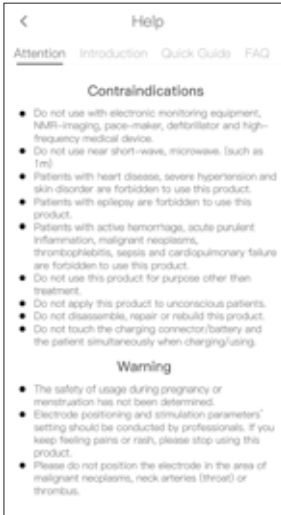 Help
Attention Introduction Quick Guide FAQ
Contraindications
● Do not use with electronic monitoring equipment,
NMR-imaging, pace-maker, defibrillator and high-
frequency medical device.
● Do not use near short-wave, microwave. (such as
1m)
● Patients with heart disease, severe hypertension and
skin disorder are forbidden to use this product.
● Patients with epilepsy are forbidden to use this
product.
● Patients with active hemorrhage, acute purulent
Inflammation, malignant neoplasms,
thrombophlebitis, sepsis and cardiopulmonary failure
are forbidden to use this product.
● Do not use this product for purpose other than
treatment.
● Do not apply this product to unconscious patients.
● Do not disassemble, repair or rebuild this product.
● Do not touch the charging connector/battery and
the patient simultaneously when charging/using.
Warning
● The safety of usage during pregnancy or
menstruation has not been determined.
● Electrode positioning and stimulation parameters'
setting should be conducted by professionals. If you
keep feeling pains or rash, please stop using this
product.
● Please do not position the electrode in the area of
malignant neoplasms, neck arteries (throat) or
thrombus.